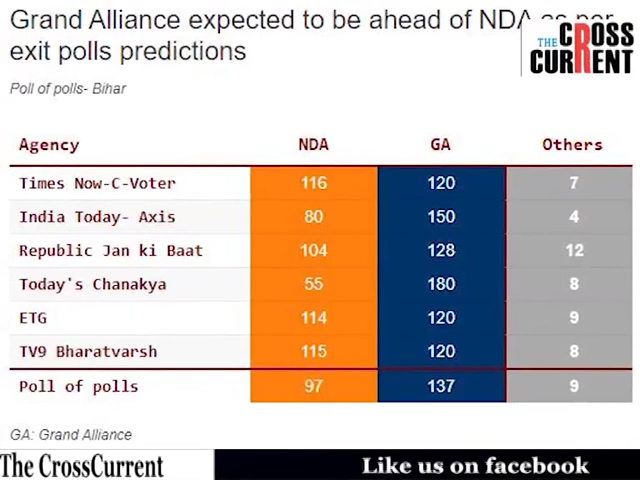 Grand Alliance expected to be ahead of NDA as per
exit polls predictions
THE CROSS
CURRENT
Poll of polls- Bihar
Agency NDA GA Others
Times Now-C-Voter 116 120 7
India Today- Axis 80 150 4
Republic Jan ki Baat 104 128 12
Today's Chanakya 55 180 8
ETG 114 120 9
TV9 Bharatvarsh 115 120 8
Poll of polls 97 137 9
GA: Grand Alliance
The CrossCurrent Like us on facebook